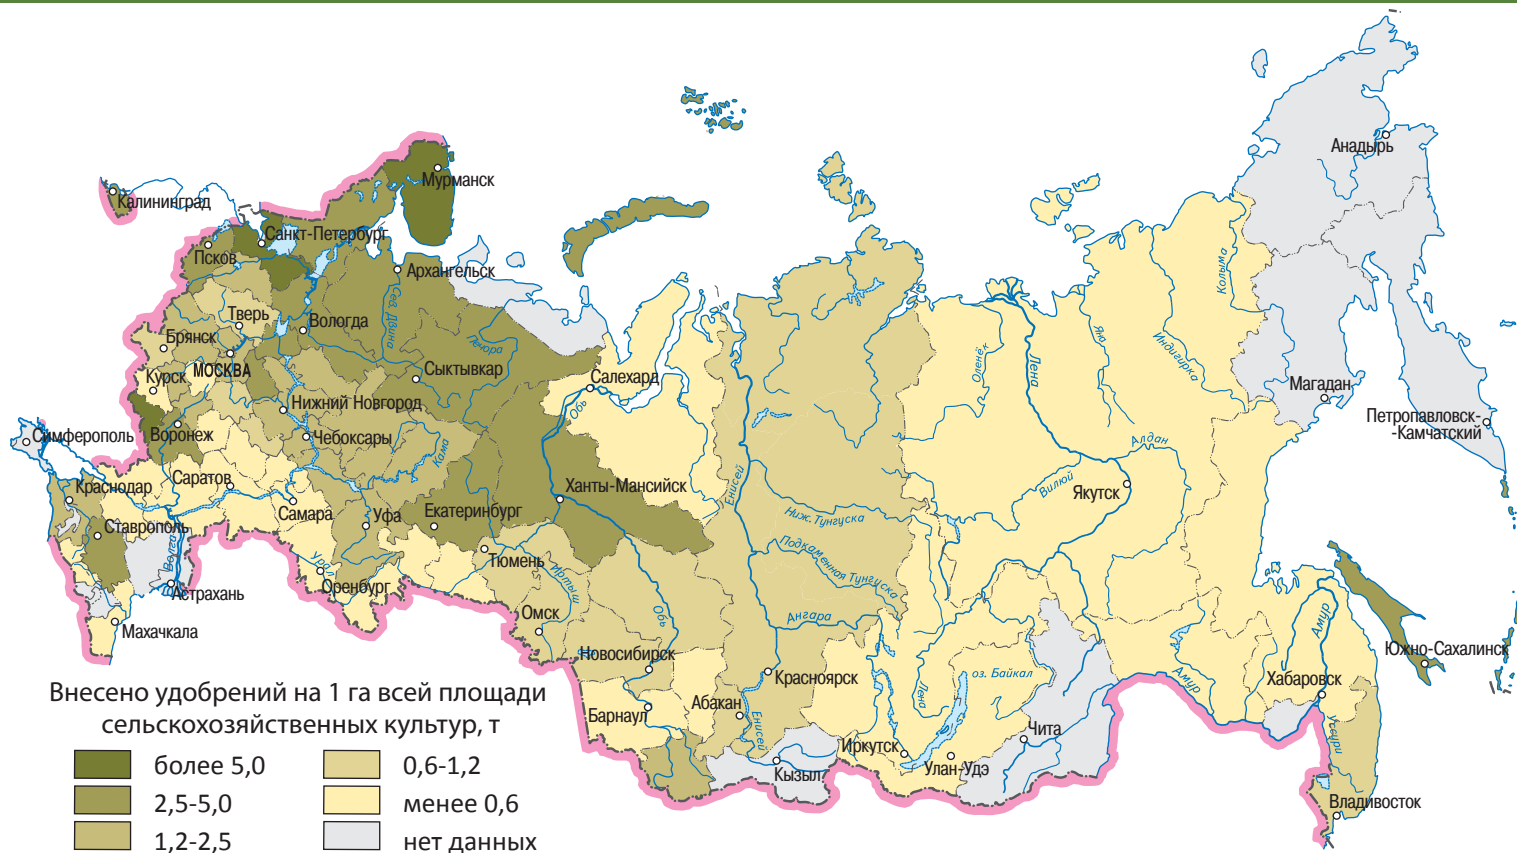 Анадырь
Мурманск
Калининград
Санкт-Петербург
Псков
Архангельск
Сев. Двина
Колыма
Тверь
Вологда
Печора
Оленёк
Лена
Яна
Индигирка
Брянск
МОСКВА
Курск
Сыктывкар
Салехард
Обь
Магадан
Нижний Новгород
Петропавловск-
-Камчатский
Симферополь
Воронеж
Чебоксары
Кама
Алдан
Енисей
Вилюй
Якутск
Саратов
Краснодар
Ханты-Мансийск
Самара
Уфа
Екатеринбург
Ниж. Тунгуска
Ставрополь
Волга
Подкаменная Тунгуска
Тюмень
Иртыш
Урал
Оренбург
Астрахань
Омск
Обь
Ангара
Амур
Махачкала
Новосибирск
Южно-Сахалинск
Красноярск
оз. Байкал
Лена
Амур
Хабаровск
Барнаул
Абакан
Енисей
Чита
Уссури
Иркутск
Улан-Удэ
Кызыл
Владивосток
Внесено удобрений на 1 га всей площади
сельскохозяйственных культур, т
более 5,0
0,6-1,2
2,5-5,0
менее 0,6
1,2-2,5
нет данных